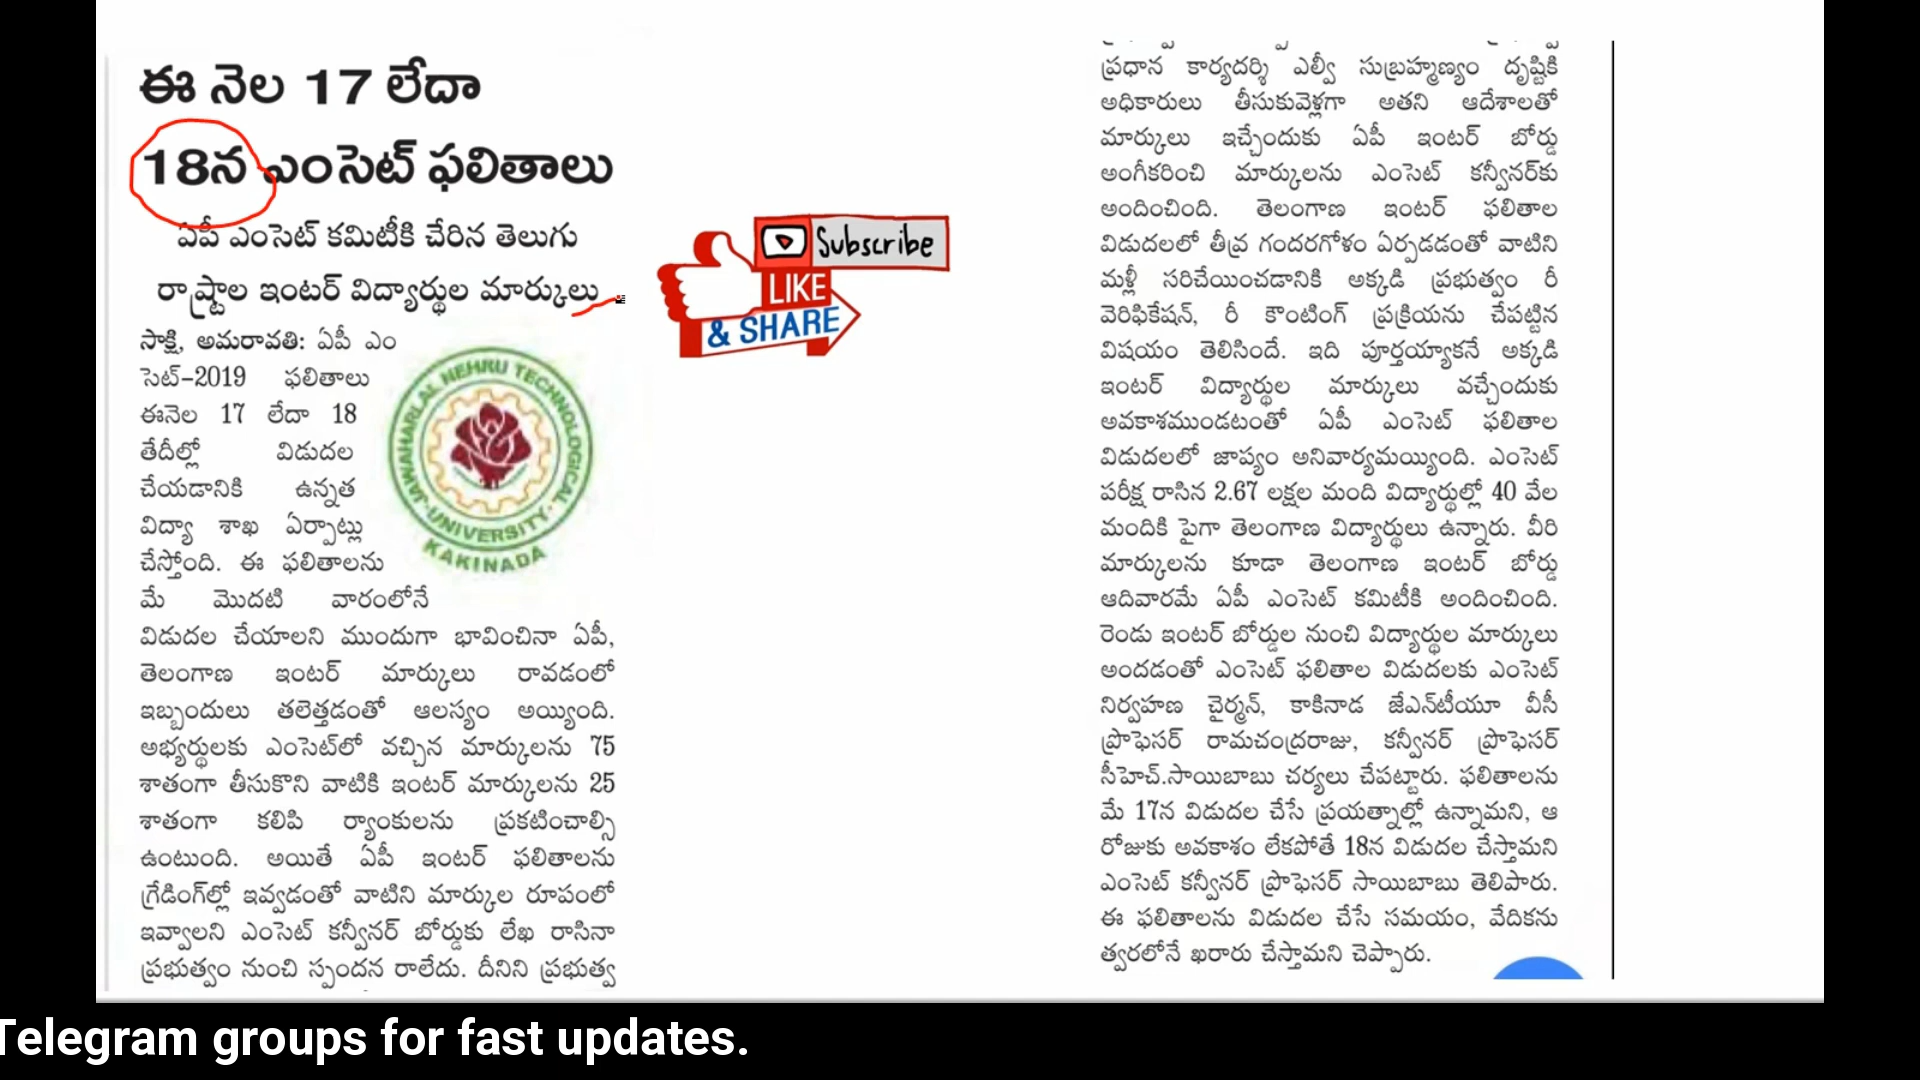 ఈ నెల 17 లేదా
18న ఎంసెట్ ఫలితాలు
ఏపీ ఎంసెట్ కమిటీకి చేరిన తెలుగు
రాష్ట్రాల ఇంటర్ విద్యార్థుల మార్కులు
సాక్షి, అమరావతి: ఏపీ ఎం
సెట్–2019 ఫలితాలు
ఈనెల 17 లేదా 18
తేదీల్లో విడుదల
చేయడానికి ఉన్నత
విద్యా శాఖ ఏర్పాట్లు
చేస్తోంది. ఈ ఫలితాలను
మే మొదటి వారంలోనే
విడుదల చేయాలని ముందుగా భావించినా ఏపీ,
తెలంగాణ ఇంటర్ మార్కులు రావడంలో
ఇబ్బందులు తలెత్తడంతో ఆలస్యం అయ్యింది.
అభ్యర్థులకు ఎంసెట్‌లో వచ్చిన మార్కులను 75
శాతంగా తీసుకొని వాటికి ఇంటర్ మార్కులను 25
శాతంగా కలిపి ర్యాంకులను ప్రకటించాల్సి
ఉంటుంది. అయితే ఏపీ ఇంటర్ ఫలితాలను
గ్రేడింగ్‌ల్లో ఇవ్వడంతో వాటిని మార్కుల రూపంలో
ఇవ్వాలని ఎంసెట్ కన్వీనర్ బోర్డుకు లేఖ రాసినా
ప్రభుత్వం నుంచి స్పందన రాలేదు. దీనిని ప్రభుత్వ
JAWAHARLAL NEHRU TECHNOLOGICAL
UNIVERSITY
KAKINADA
Subscribe
LIKE
& SHARE
ప్రధాన కార్యదర్శి ఎల్వీ సుబ్రహ్మణ్యం దృష్టికి
అధికారులు తీసుకువెళ్లగా అతని ఆదేశాలతో
మార్కులు ఇచ్చేందుకు ఏపీ ఇంటర్ బోర్డు
అంగీకరించి మార్కులను ఎంసెట్ కన్వీనర్‌కు
అందించింది. తెలంగాణ ఇంటర్ ఫలితాల
విడుదలలో తీవ్ర గందరగోళం ఏర్పడడంతో వాటిని
మళ్లీ సరిచేయించడానికి అక్కడి ప్రభుత్వం రీ
వెరిఫికేషన్, రీ కౌంటింగ్ ప్రక్రియను చేపట్టిన
విషయం తెలిసిందే. ఇది పూర్తయ్యాకనే అక్కడి
ఇంటర్ విద్యార్థుల మార్కులు వచ్చేందుకు
అవకాశముండటంతో ఏపీ ఎంసెట్ ఫలితాల
విడుదలలో జాప్యం అనివార్యమయ్యింది. ఎంసెట్
పరీక్ష రాసిన 2.67 లక్షల మంది విద్యార్థుల్లో 40 వేల
మందికి పైగా తెలంగాణ విద్యార్థులు ఉన్నారు. వీరి
మార్కులను కూడా తెలంగాణ ఇంటర్ బోర్డు
ఆదివారమే ఏపీ ఎంసెట్ కమిటీకి అందించింది.
రెండు ఇంటర్ బోర్డుల నుంచి విద్యార్థుల మార్కులు
అందడంతో ఎంసెట్ ఫలితాల విడుదలకు ఎంసెట్
నిర్వహణ చైర్మన్, కాకినాడ జేఎన్‌టీయూ వీసీ
ప్రొఫెసర్ రామచంద్రరాజు, కన్వీనర్ ప్రొఫెసర్
సీహెచ్.సాయిబాబు చర్యలు చేపట్టారు. ఫలితాలను
మే 17న విడుదల చేసే ప్రయత్నాల్లో ఉన్నామని, ఆ
రోజుకు అవకాశం లేకపోతే 18న విడుదల చేస్తామని
ఎంసెట్ కన్వీనర్ ప్రొఫెసర్ సాయిబాబు తెలిపారు.
ఈ ఫలితాలను విడుదల చేసే సమయం, వేదికను
త్వరలోనే ఖరారు చేస్తామని చెప్పారు.
Telegram groups for fast updates.